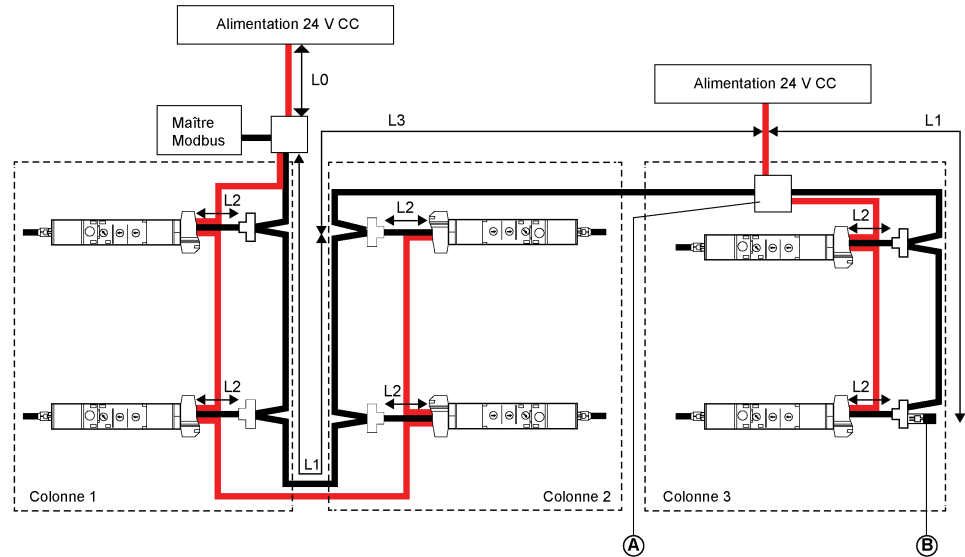 Alimentation 24 V CC
L0
Alimentation 24 V CC
Maître
Modbus
L3
L1
L2
L2
L2
L2
L2
L2
L1
Colonne 1
Colonne 2
Colonne 3
A
B